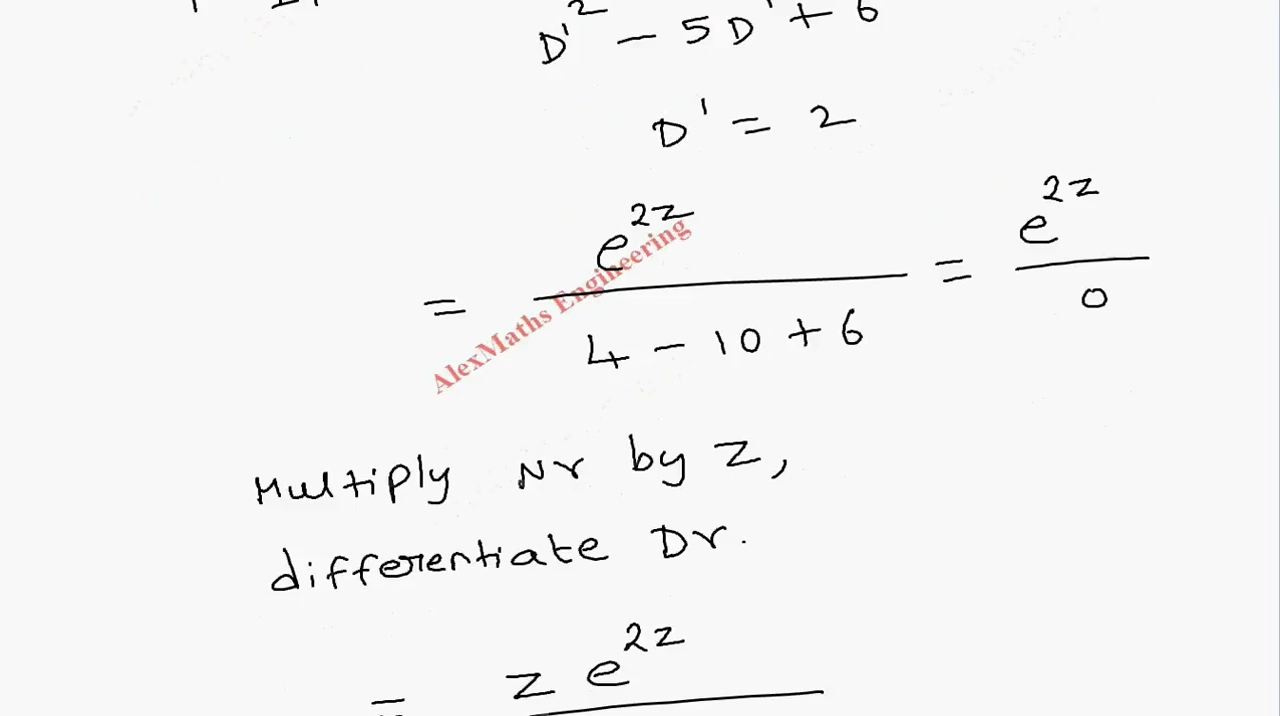 D'² - 5D' + 6
D' = 2
= e^{2z} / (4 - 10 + 6) = e^{2z} / 0
AlexMaths Engineering
Multiply Nr by z,
differentiate Dr.
= z e^{2z}